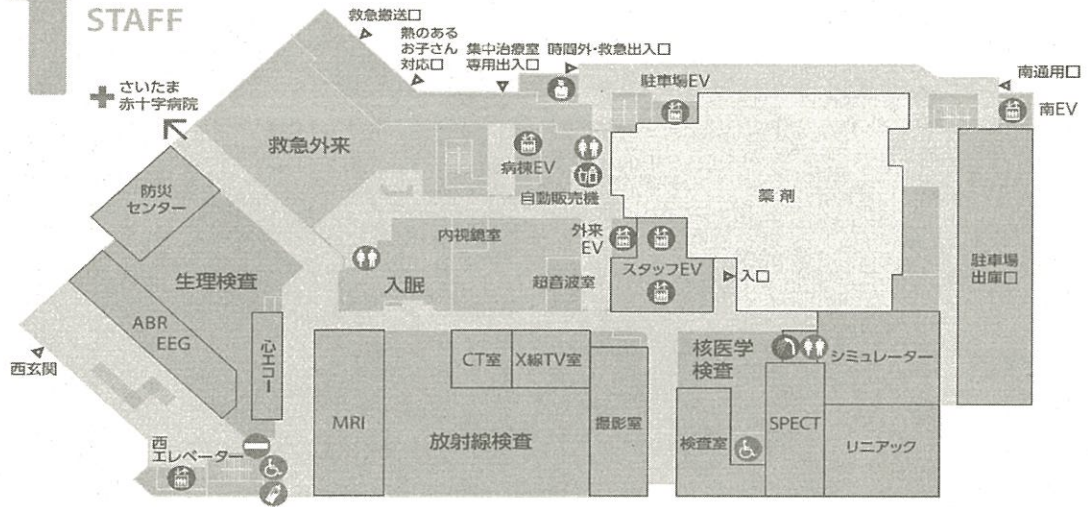 1
STAFF
救急搬送口
熱のある
お子さん
対応口
集中治療室
専用出入口
時間外・救急出入口
駐車場EV
南通用口
南EV
さいたま
赤十字病院
救急外来
病棟EV
自動販売機
防災
センター
薬剤
内視鏡室
外来
EV
スタッフEV
入口
駐車場
出庫口
生理検査
入眠
超音波室
ABR
EEG
心エコー
西玄関
CT室
X線TV室
核医学
検査
シミュレーター
MRI
放射線検査
撮影室
検査室
SPECT
リニアック
西
エレベーター